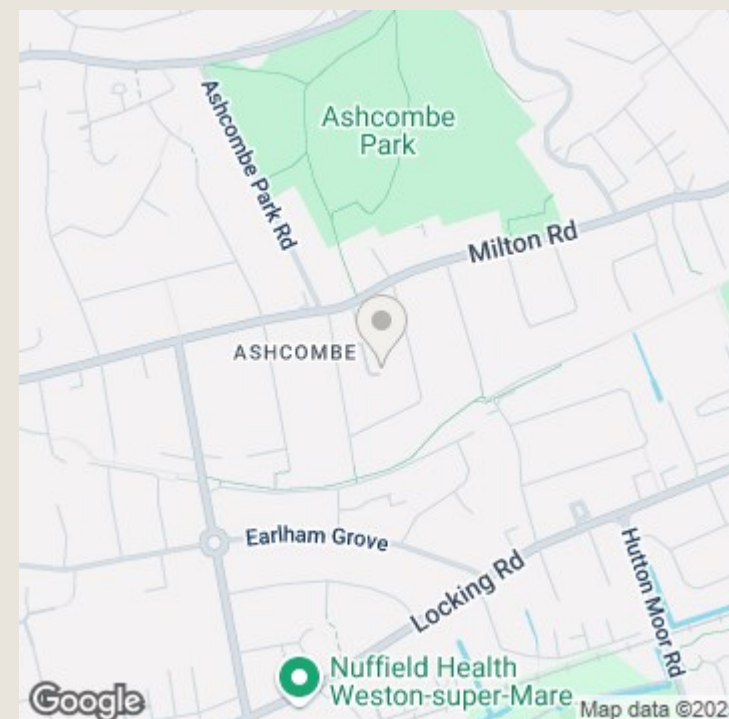 Ashcombe
Park
Ashcombe Park Rd
Milton Rd
ASHCOMBE
Earlham Grove
Locking Rd
Hutton Moor Rd
Nuffield Health
Weston-super-Mare
Google
Map data ©202